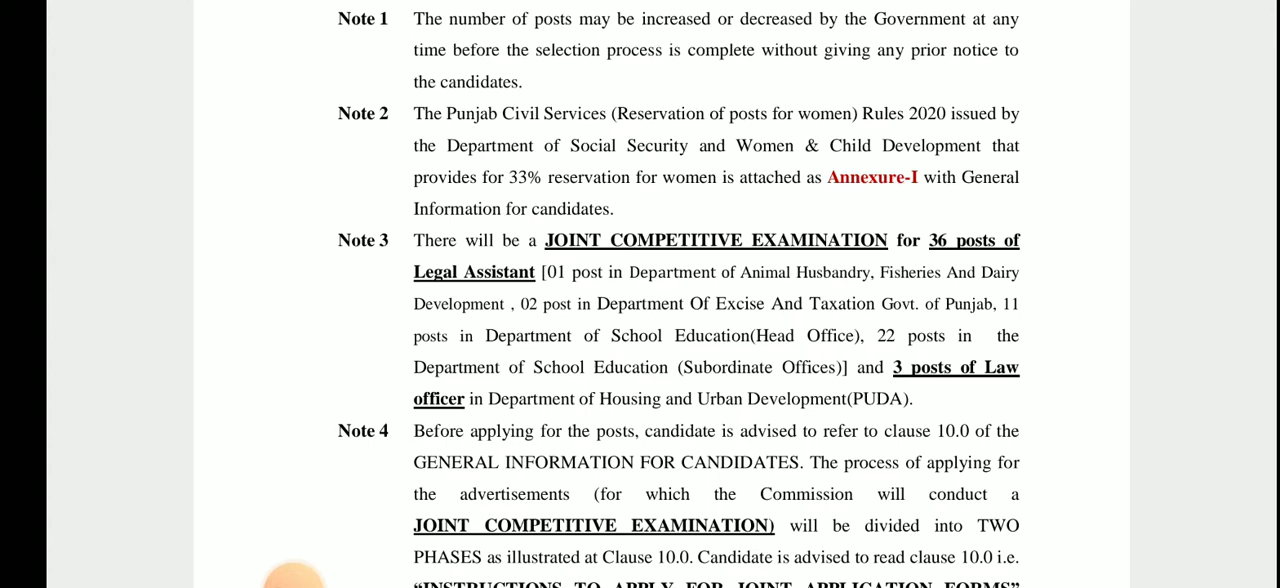 Note 1 The number of posts may be increased or decreased by the Government at any
time before the selection process is complete without giving any prior notice to
the candidates.
Note 2 The Punjab Civil Services (Reservation of posts for women) Rules 2020 issued by
the Department of Social Security and Women & Child Development that
provides for 33% reservation for women is attached as Annexure-I with General
Information for candidates.
Note 3 There will be a JOINT COMPETITIVE EXAMINATION for 36 posts of
Legal Assistant [01 post in Department of Animal Husbandry, Fisheries And Dairy
Development , 02 post in Department Of Excise And Taxation Govt. of Punjab, 11
posts in Department of School Education(Head Office), 22 posts in the
Department of School Education (Subordinate Offices)] and 3 posts of Law
officer in Department of Housing and Urban Development(PUDA).
Note 4 Before applying for the posts, candidate is advised to refer to clause 10.0 of the
GENERAL INFORMATION FOR CANDIDATES. The process of applying for
the advertisements (for which the Commission will conduct a
JOINT COMPETITIVE EXAMINATION) will be divided into TWO
PHASES as illustrated at Clause 10.0. Candidate is advised to read clause 10.0 i.e.
“INSTRUCTIONS TO APPLY FOR JOINT APPLICATION FORMS”